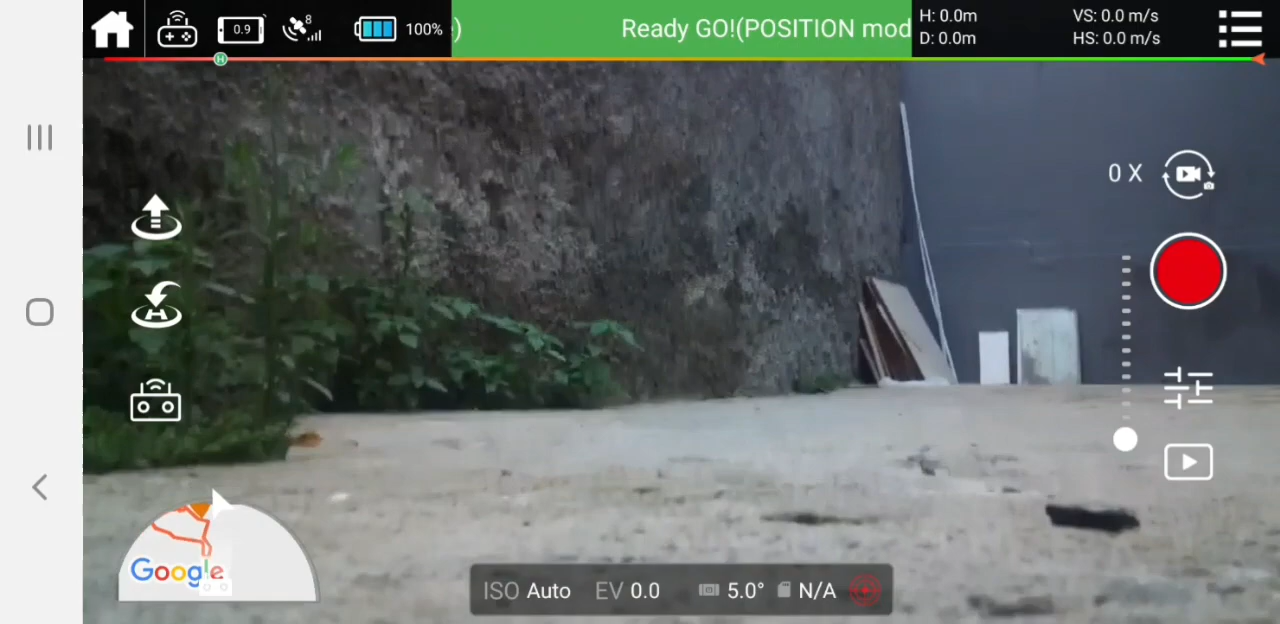 0.9
8
100%
)
Ready GO!(POSITION mod
H: 0.0m
VS: 0.0 m/s
D: 0.0m
HS: 0.0 m/s
H
0 X
Google
ISO Auto
EV 0.0
5.0°
N/A